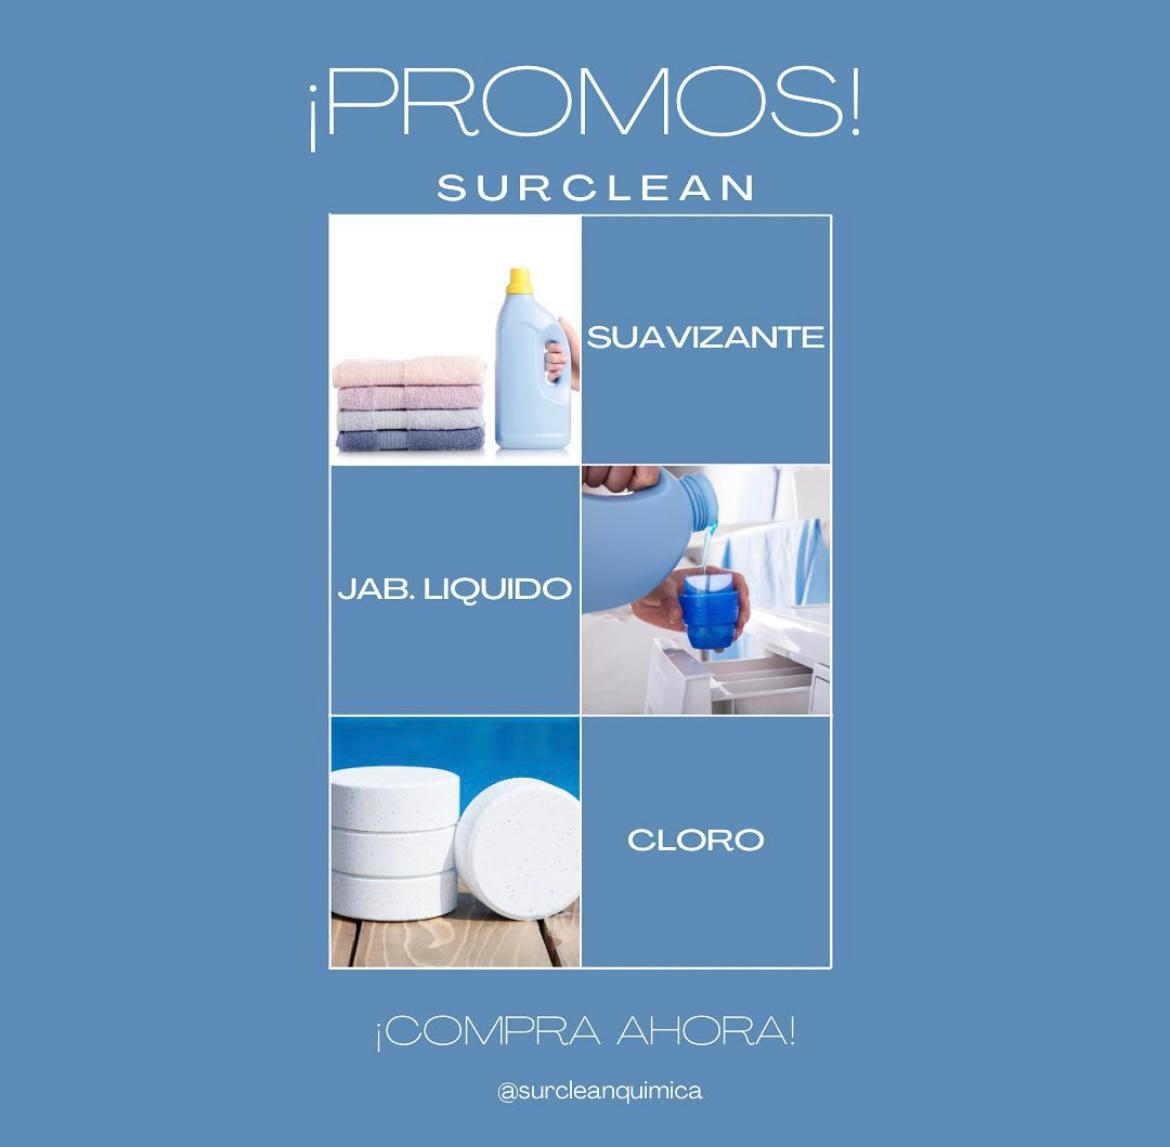 ¡PROMOS!
SURCLEAN
SUAVIZANTE
JAB. LIQUIDO
CLORO
¡COMPRA AHORA!
@surcleanquimica